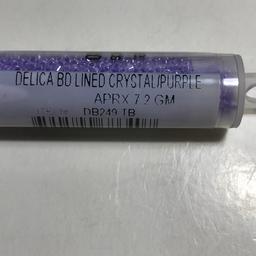 DELICA BD LINED CRYSTAL/PURPLE
APRX 7.2 GM
DB249-TB